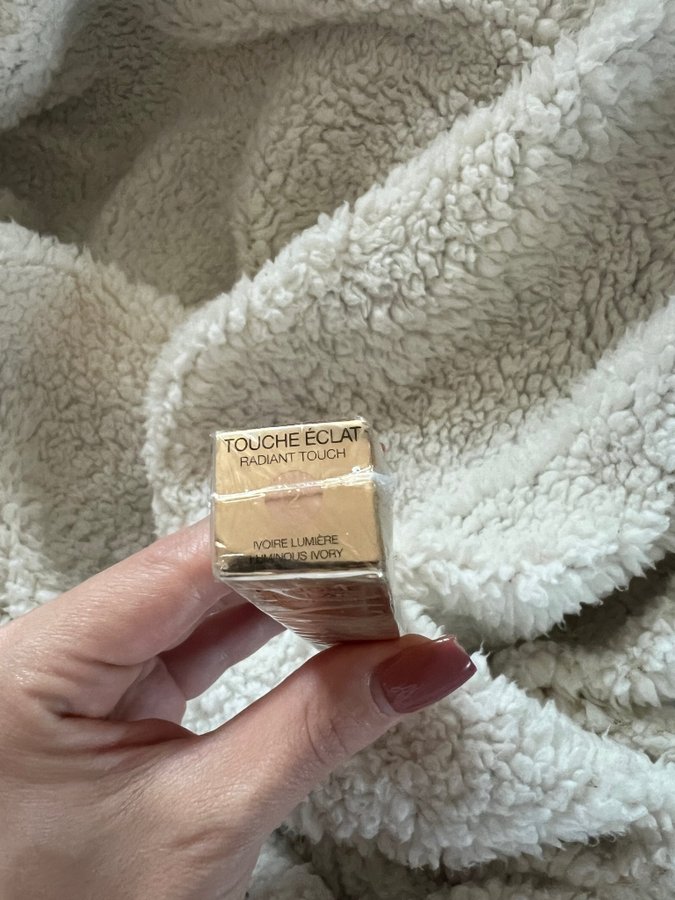 TOUCHE ÉCLAT
RADIANT TOUCH
IVOIRE LUMIÈRE
LUMINOUS IVORY